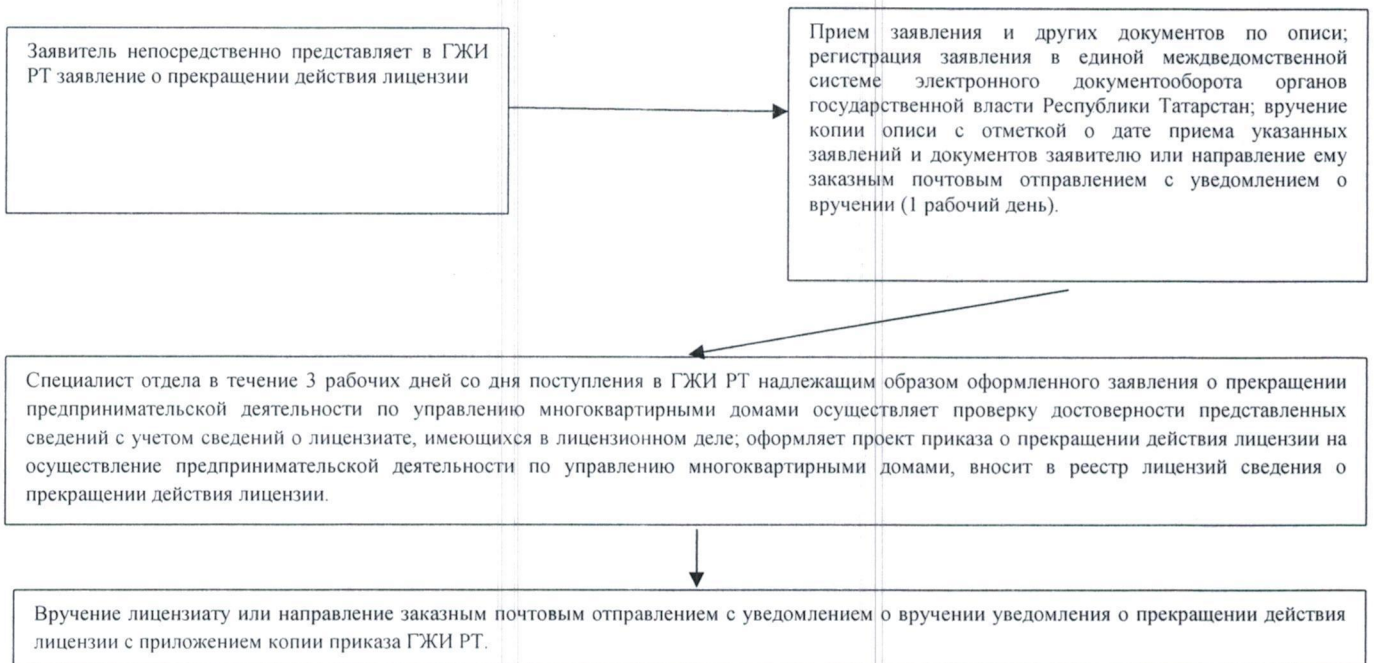 Заявитель непосредственно представляет в ГЖИ
РТ заявление о прекращении действия лицензии
Прием заявления и других документов по описи;
регистрация заявления в единой междведомственной
системе электронного документооборота органов
государственной власти Республики Татарстан; вручение
копии описи с отметкой о дате приема указанных
заявлений и документов заявителю или направление ему
заказным почтовым отправлением с уведомлением о
вручении (1 рабочий день).
Специалист отдела в течение 3 рабочих дней со дня поступления в ГЖИ РТ надлежащим образом оформленного заявления о прекращении
предпринимательской деятельности по управлению многоквартирными домами осуществляет проверку достоверности представленных
сведений с учетом сведений о лицензиате, имеющихся в лицензионном деле; оформляет проект приказа о прекращении действия лицензии на
осуществление предпринимательской деятельности по управлению многоквартирными домами, вносит в реестр лицензий сведения о
прекращении действия лицензии.
Вручение лицензиату или направление заказным почтовым отправлением с уведомлением о вручении уведомления о прекращении действия
лицензии с приложением копии приказа ГЖИ РТ.